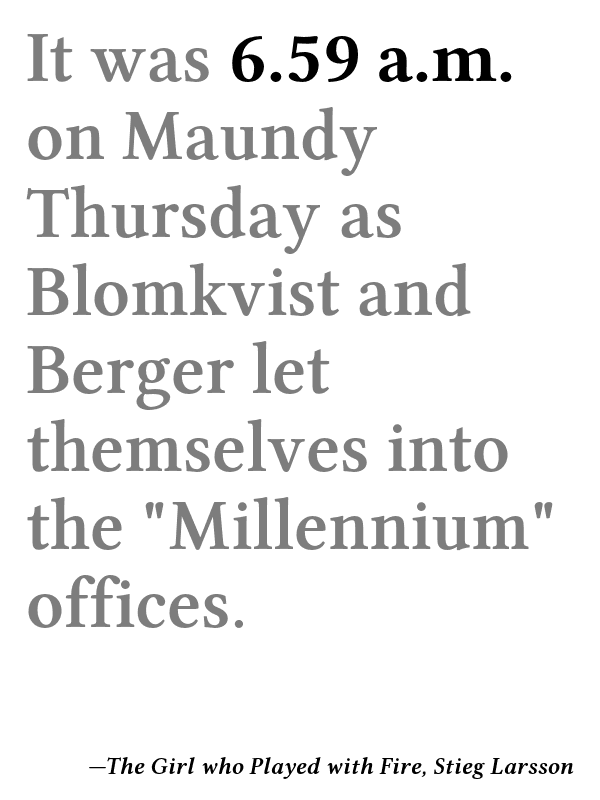 It was 6.59 a.m.
on Maundy
Thursday as
Blomkvist and
Berger let
themselves into
the "Millennium"
offices.
—The Girl who Played with Fire, Stieg Larsson